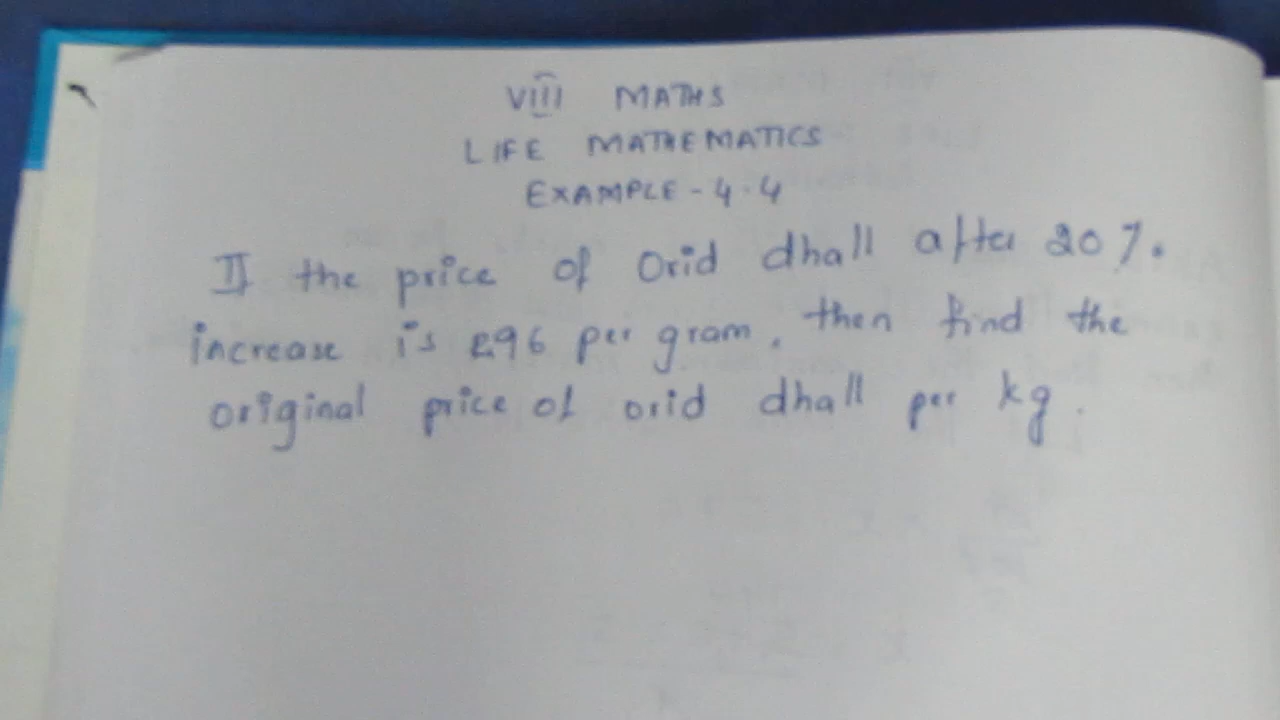 VIII MATHS
LIFE MATHEMATICS
EXAMPLE - 4.4
If the price of Orid dhall after 20%
increase is ₹96 per gram, then find the
original price of orid dhall per kg.